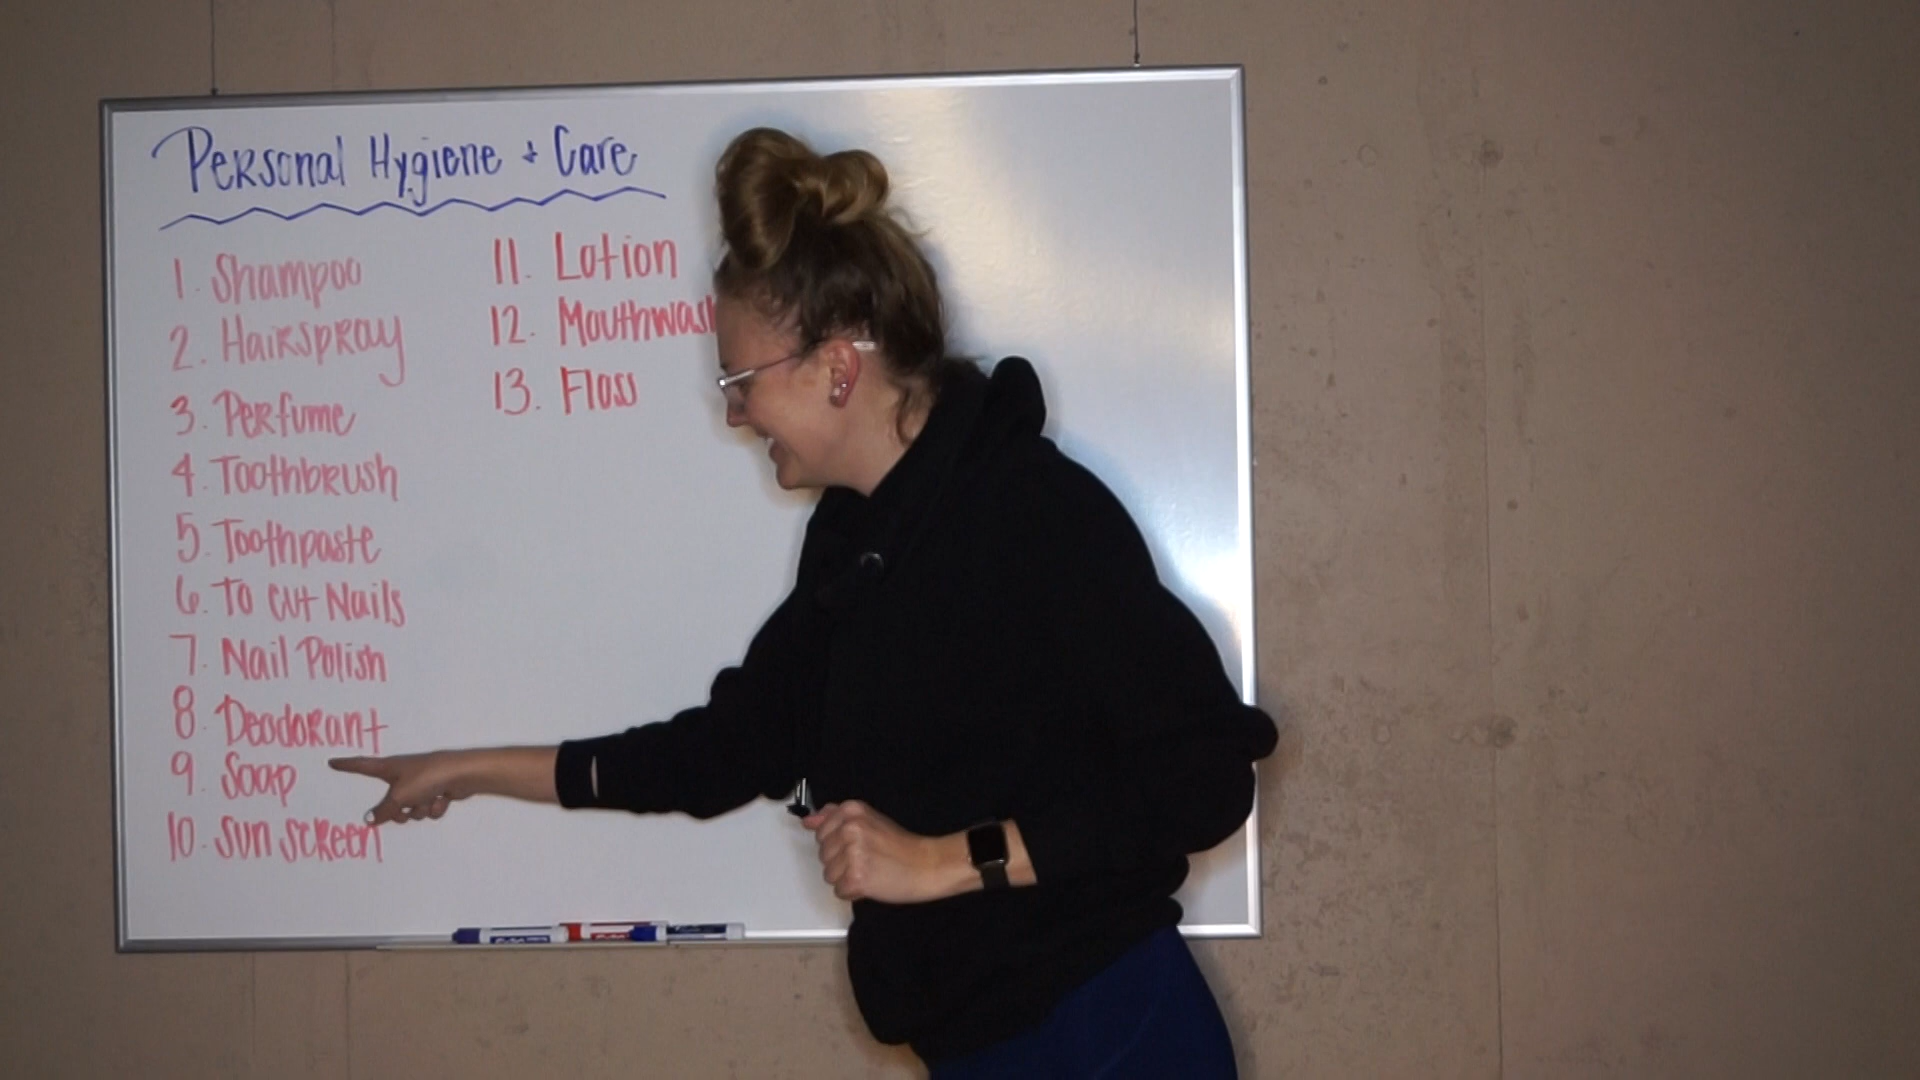 Personal Hygiene + Care
1. Shampoo
2. Hairspray
3. Perfume
4. Toothbrush
5. Toothpaste
6. To cut Nails
7. Nail Polish
8. Deodorant
9. Soap
10. Sun screen
11. Lotion
12. Mouthwash
13. Floss